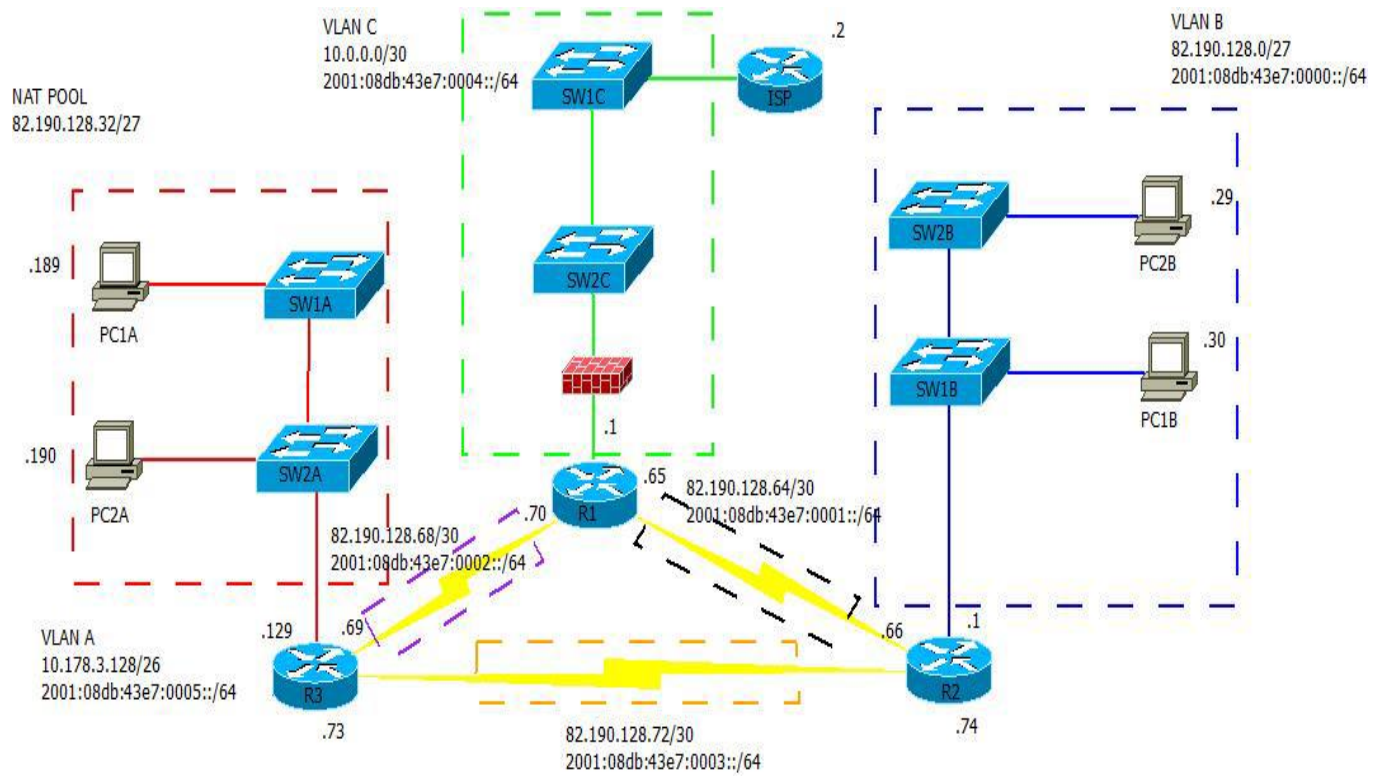 VLAN C
10.0.0.0/30
2001:08db:43e7:0004::/64
.2
VLAN B
82.190.128.0/27
2001:08db:43e7:0000::/64
NAT POOL
82.190.128.32/27
SW1C
ISP
.189
PC1A
SW1A
SW2C
SW2B
.29
PC2B
.190
PC2A
SW2A
.1
SW1B
.30
PC1B
R1
.65
.70
82.190.128.64/30
2001:08db:43e7:0001::/64
82.190.128.68/30
2001:08db:43e7:0002::/64
VLAN A
10.178.3.128/26
2001:08db:43e7:0005::/64
.129
.69
R3
.73
.66
.1
R2
.74
82.190.128.72/30
2001:08db:43e7:0003::/64